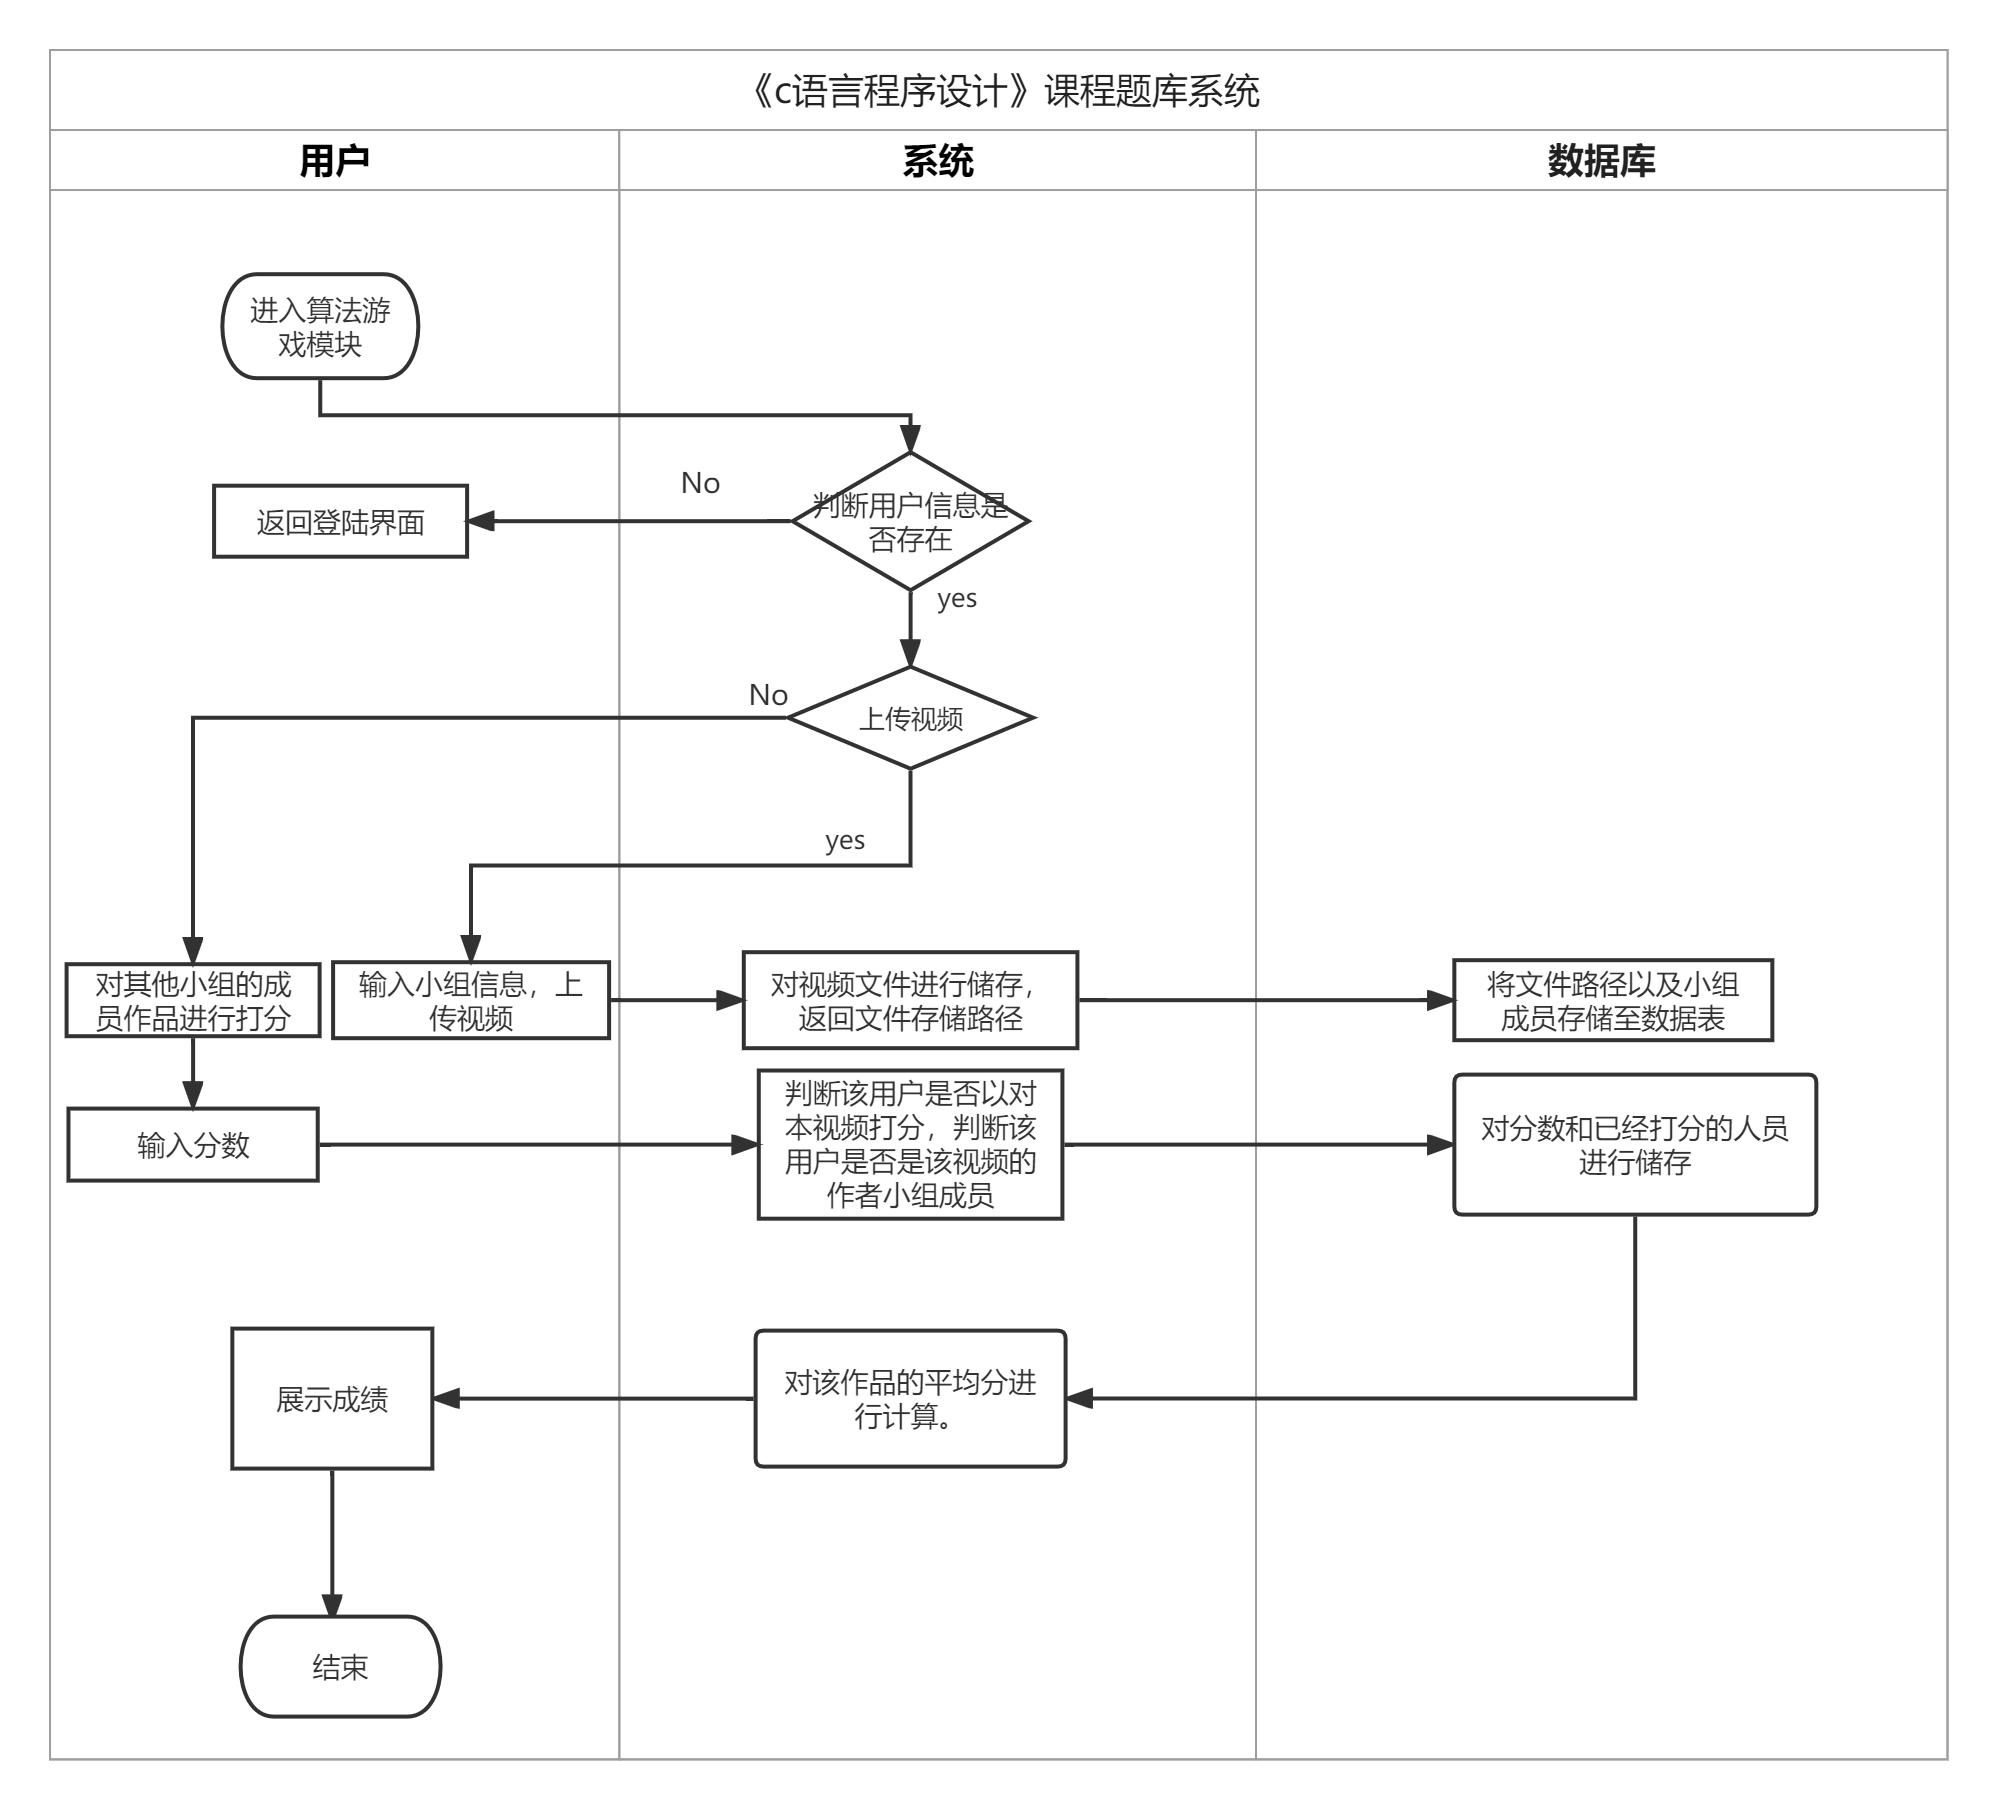 《c语言程序设计》课程题库系统
用户
系统
数据库
进入算法游
戏模块
No
判断用户信息是
否存在
返回登陆界面
yes
No
上传视频
yes
对其他小组的成
员作品进行打分
输入小组信息，上
传视频
对视频文件进行储存，
返回文件存储路径
将文件路径以及小组
成员存储至数据表
输入分数
判断该用户是否以对
本视频打分，判断该
用户是否是该视频的
作者小组成员
对分数和已经打分的人员
进行储存
展示成绩
对该作品的平均分进
行计算。
结束